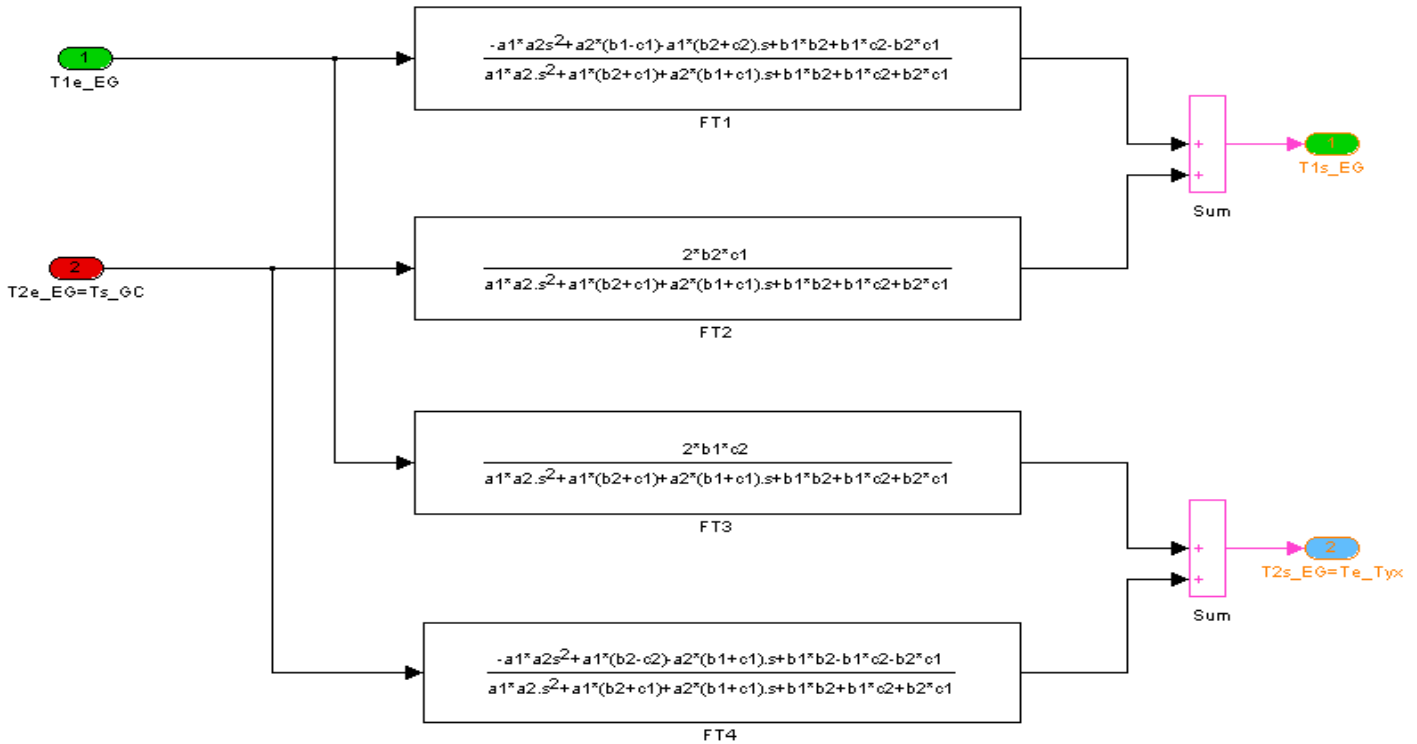 1
T1e_EG
-a1*a2s²+a2*(b1-c1)-a1*(b2+c2).s+b1*b2+b1*c2-b2*c1
a1*a2.s²+a1*(b2+c1)+a2*(b1+c1).s+b1*b2+b1*c2+b2*c1
FT1
+
+
Sum
1
T1s_EG
2
T2e_EG=Ts_GC
2*b2*c1
a1*a2.s²+a1*(b2+c1)+a2*(b1+c1).s+b1*b2+b1*c2+b2*c1
FT2
2*b1*c2
a1*a2.s²+a1*(b2+c1)+a2*(b1+c1).s+b1*b2+b1*c2+b2*c1
FT3
+
+
Sum
2
T2s_EG=Te_Tyx
-a1*a2s²+a1*(b2-c2)-a2*(b1+c1).s+b1*b2-b1*c2-b2*c1
a1*a2.s²+a1*(b2+c1)+a2*(b1+c1).s+b1*b2+b1*c2+b2*c1
FT4